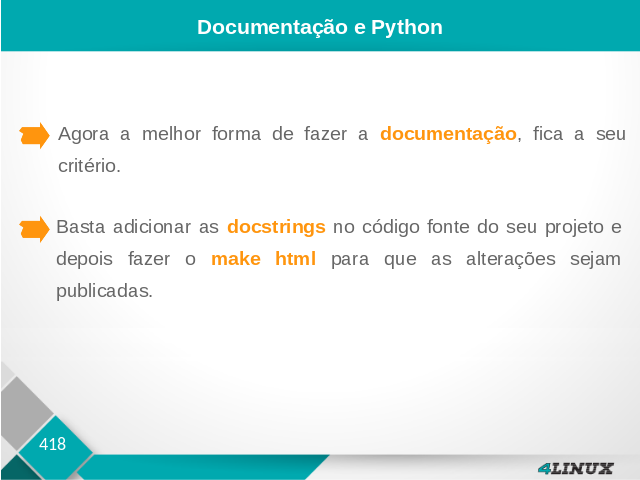 Documentação e Python
Agora a melhor forma de fazer a documentação, fica a seu
critério.
Basta adicionar as docstrings no código fonte do seu projeto e
depois fazer o make html para que as alterações sejam
publicadas.
418
4LINUX